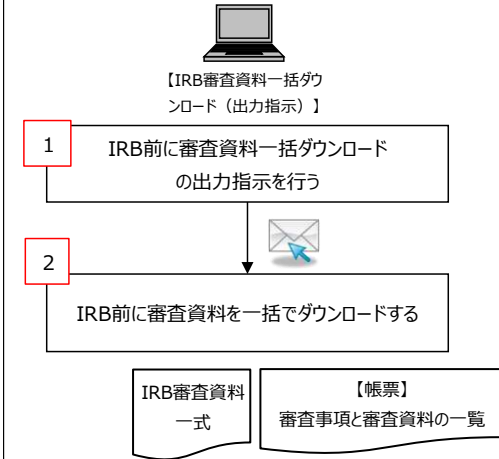 【IRB審査資料一括ダウ
ンロード（出力指示）】
1
IRB前に審査資料一括ダウンロード
の出力指示を行う
2
IRB前に審査資料を一括でダウンロードする
IRB審査資料
一式
【帳票】
審査事項と審査資料の一覧